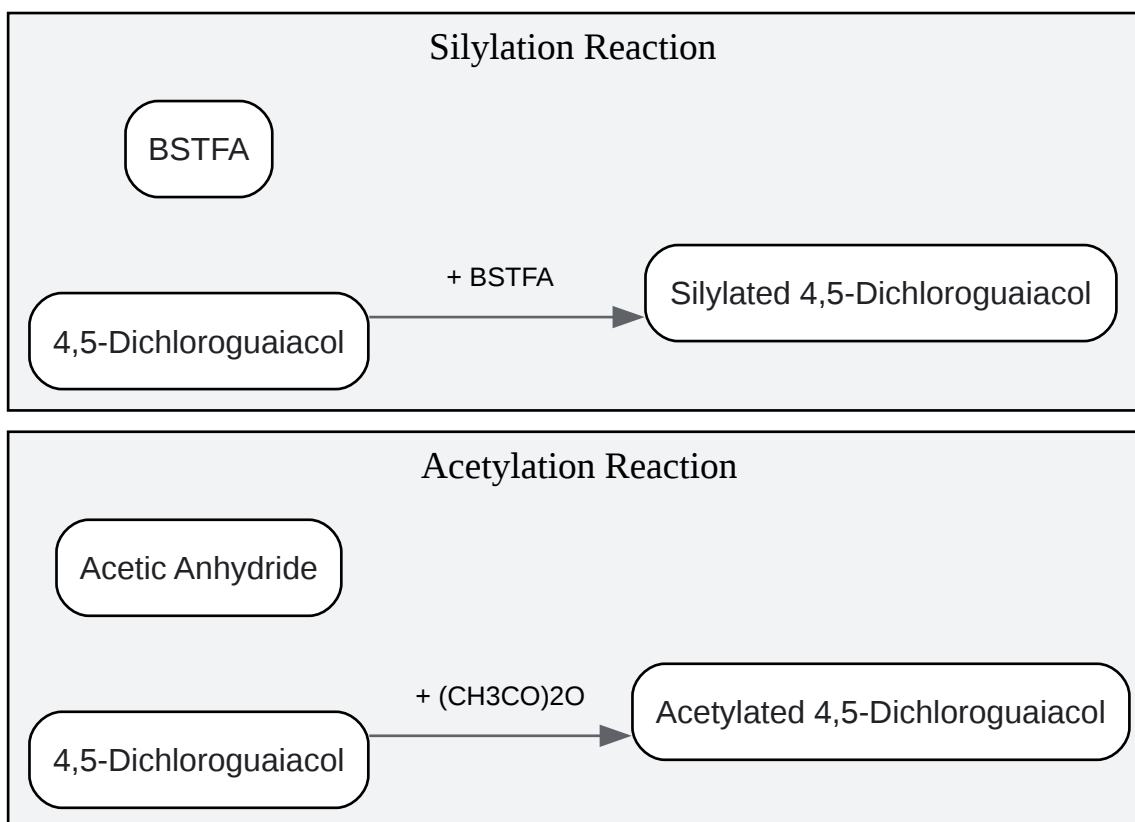 Silylation Reaction
BSTFA
+ BSTFA
Silylated 4,5-Dichloroguaiacol
4,5-Dichloroguaiacol
Acetylation Reaction
Acetic Anhydride
+ (CH3CO)2O
Acetylated 4,5-Dichloroguaiacol
4,5-Dichloroguaiacol